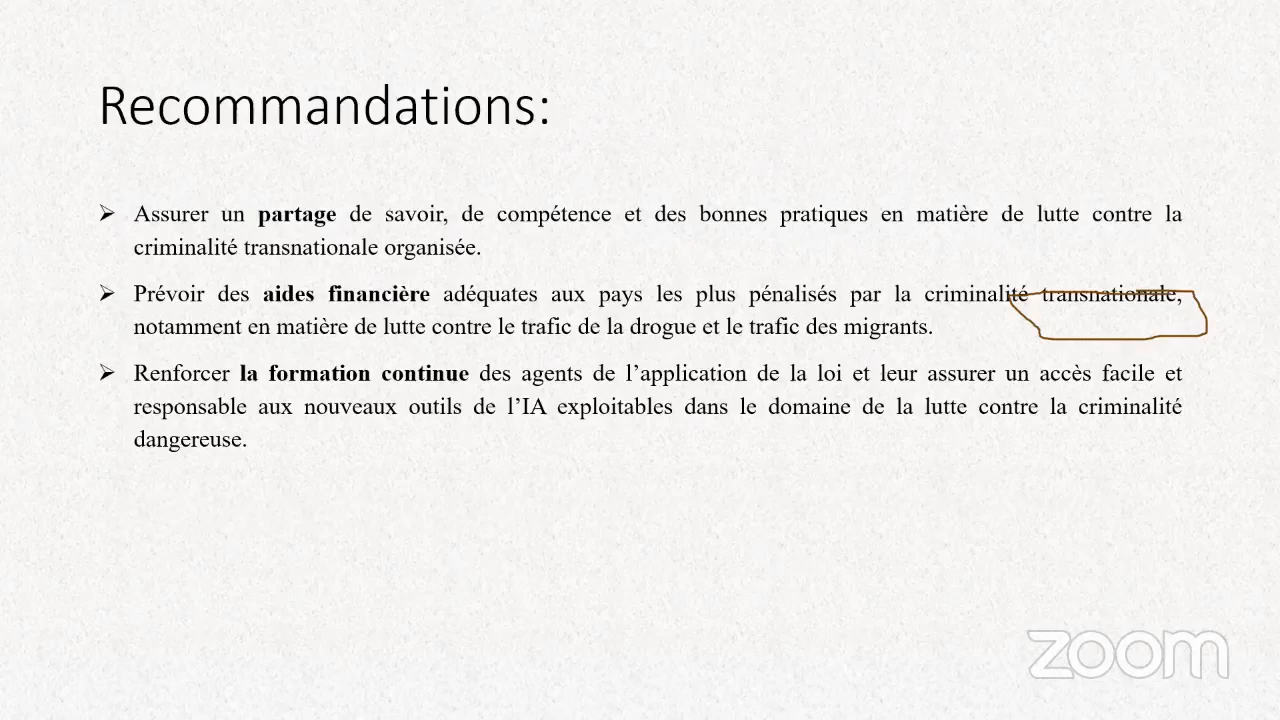 Recommandations:
➢ Assurer un partage de savoir, de compétence et des bonnes pratiques en matière de lutte contre la
criminalité transnationale organisée.
➢ Prévoir des aides financière adéquates aux pays les plus pénalisés par la criminalité transnationale,
notamment en matière de lutte contre le trafic de la drogue et le trafic des migrants.
➢ Renforcer la formation continue des agents de l’application de la loi et leur assurer un accès facile et
responsable aux nouveaux outils de l’IA exploitables dans le domaine de la lutte contre la criminalité
dangereuse.
zoom